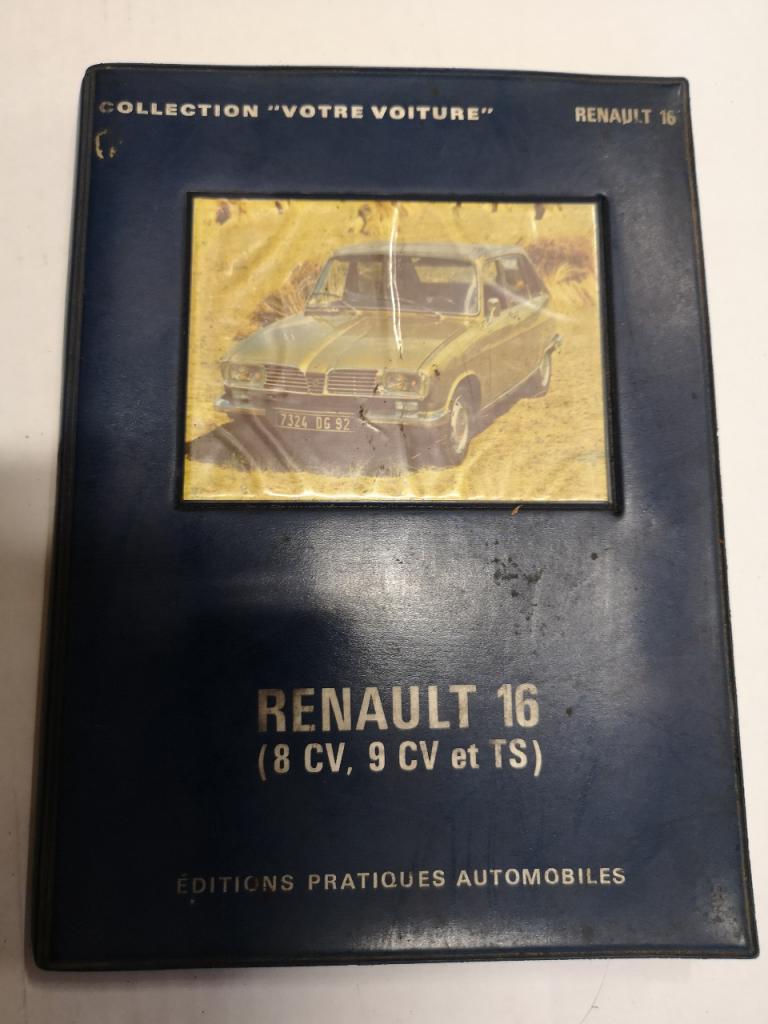 COLLECTION "VOTRE VOITURE" RENAULT 16
7324 DG 92
RENAULT 16
(8 CV, 9 CV et TS)
ÉDITIONS PRATIQUES AUTOMOBILES